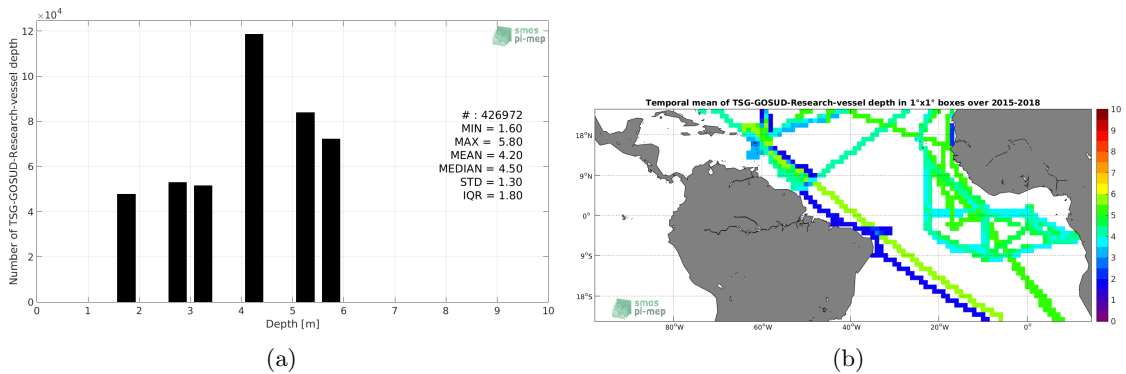 ×10⁴
12
10
8
6
4
2
0
Number of TSG-GOSUD-Research-vessel depth
smos
pi-mep
# : 426972
MIN = 1.60
MAX = 5.80
MEAN = 4.20
MEDIAN = 4.50
STD = 1.30
IQR = 1.80
0 1 2 3 4 5 6 7 8 9 10
Depth [m]
(a)
Temporal mean of TSG-GOSUD-Research-vessel depth in 1°x1° boxes over 2015-2018
18°N
9°N
0°
9°S
18°S
smos
pi-mep
80°W 60°W 40°W 20°W 0°
10
9
8
7
6
5
4
3
2
1
0
(b)